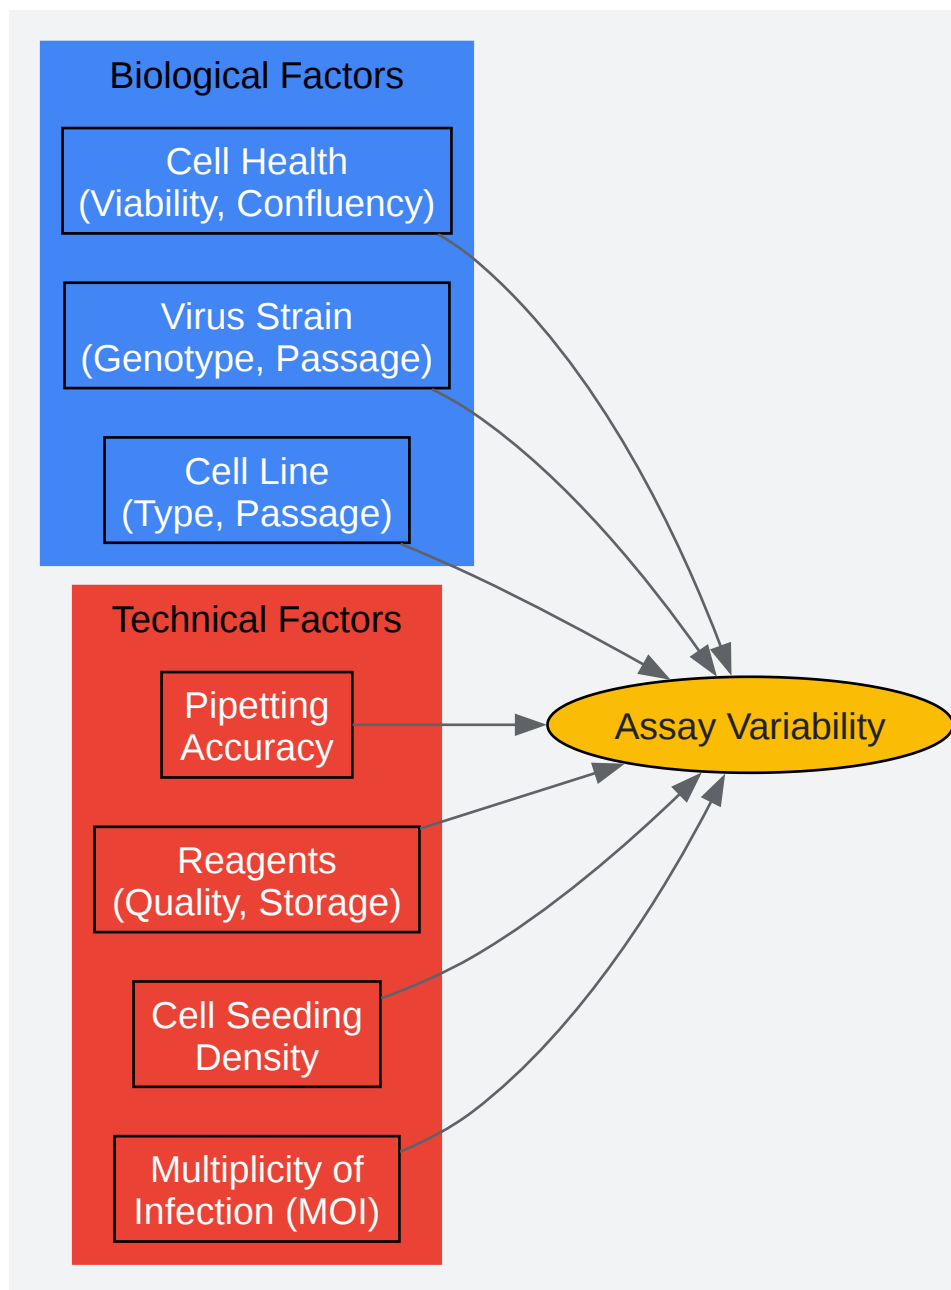 Biological Factors
Cell Health
(Viability, Confluency)
Virus Strain
(Genotype, Passage)
Cell Line
(Type, Passage)
Technical Factors
Pipetting
Accuracy
Assay Variability
Reagents
(Quality, Storage)
Cell Seeding
Density
Multiplicity of
Infection (MOI)